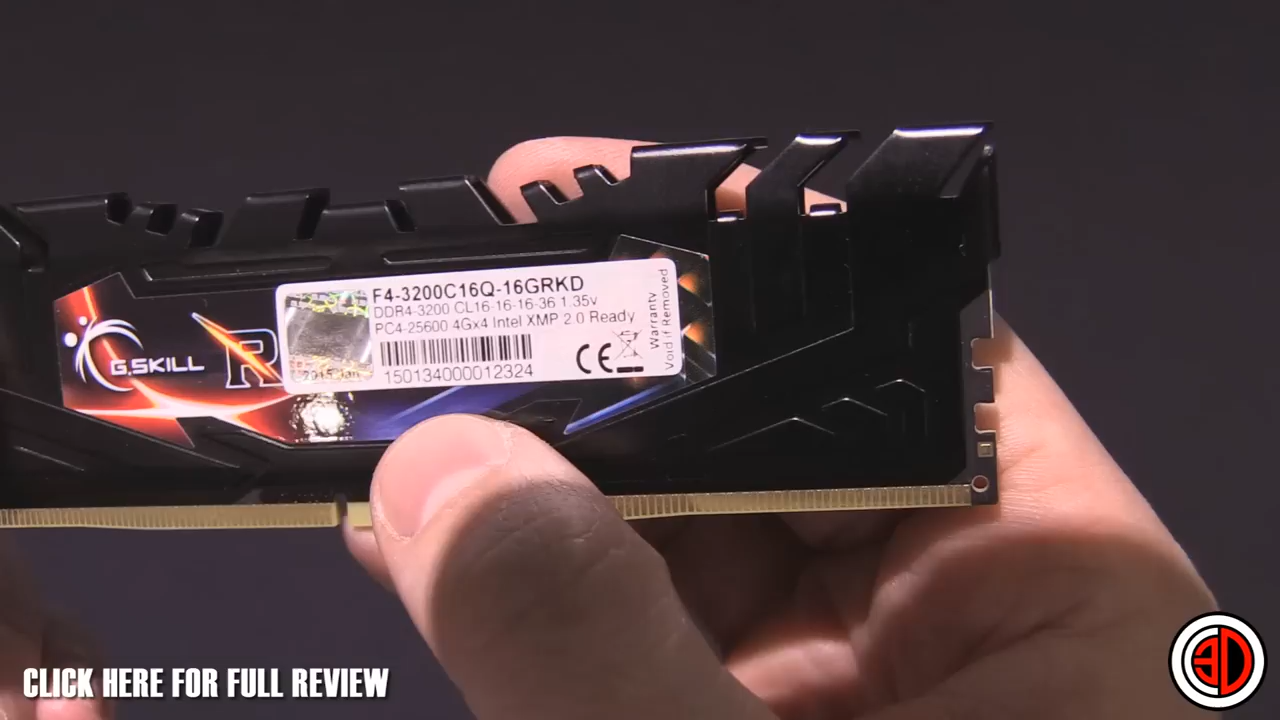 F4-3200C16Q-16GRKD
DDR4-3200 CL16-16-16-36 1.35v
PC4-25600 4Gx4 Intel XMP 2.0 Ready
150134000012324
Warranty
Void if Removed
CE
G.SKILL
R
CLICK HERE FOR FULL REVIEW
3D